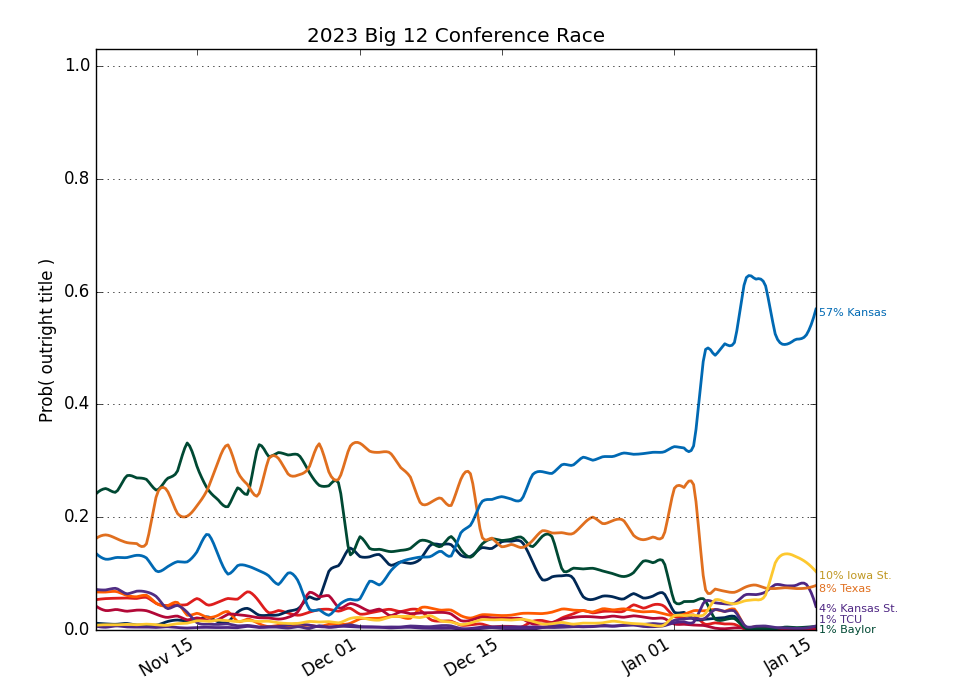 2023 Big 12 Conference Race
Prob( outright title )
1.0
0.8
0.6
0.4
0.2
0.0
57% Kansas
10% Iowa St.
8% Texas
4% Kansas St.
1% TCU
1% Baylor
Nov 15
Dec 01
Dec 15
Jan 01
Jan 15